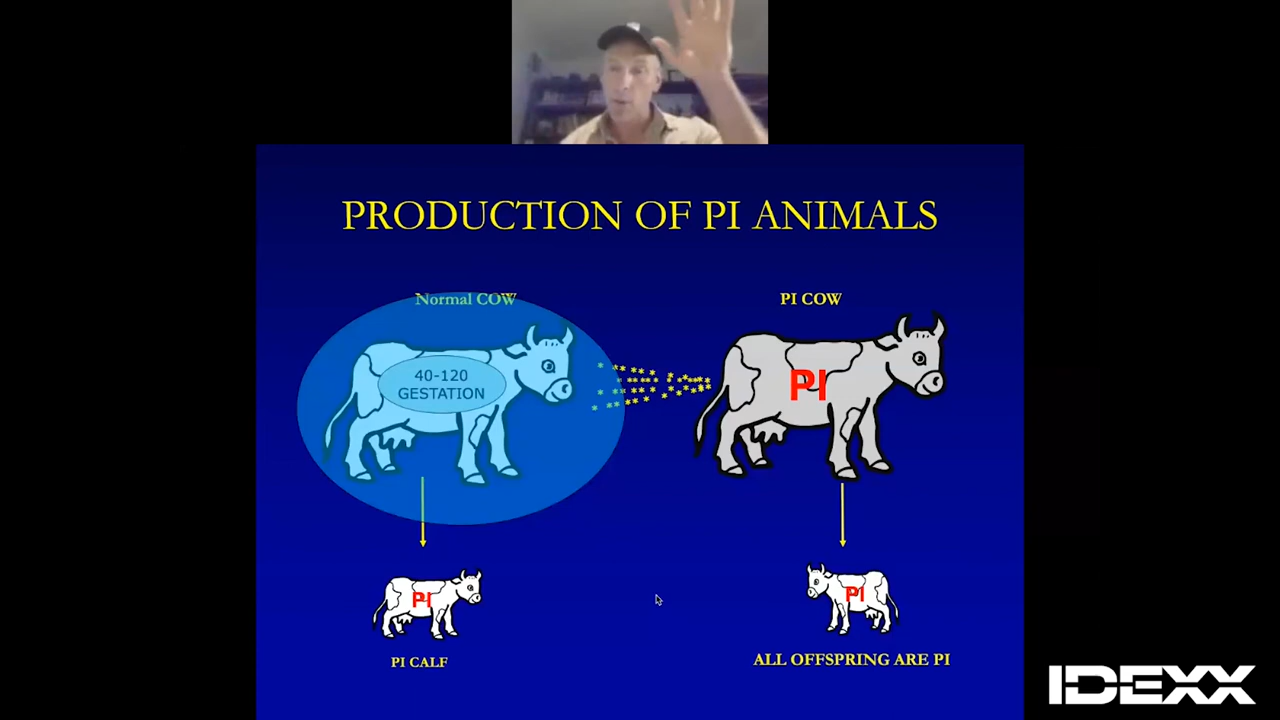 PRODUCTION OF PI ANIMALS
Normal COW
PI COW
40-120
GESTATION
PI
PI
PI
PI CALF
ALL OFFSPRING ARE PI
IDEXX